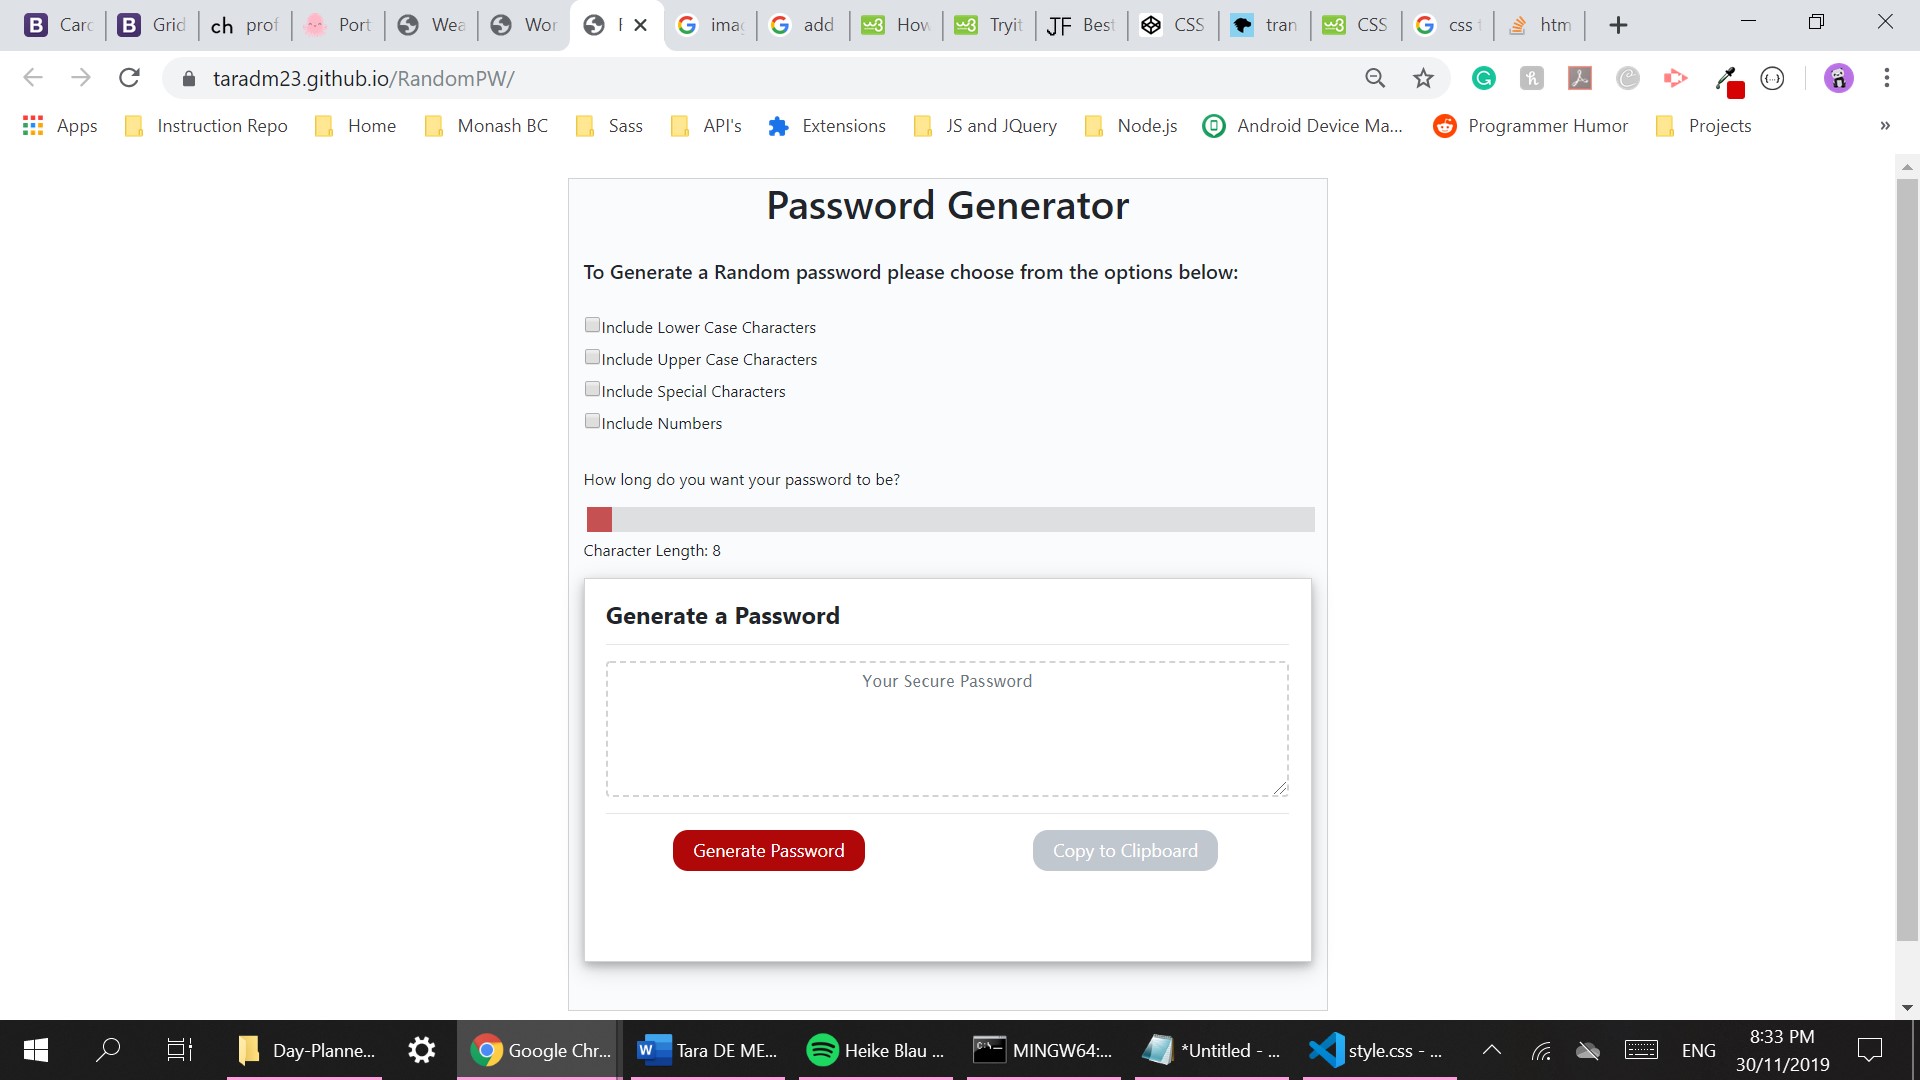 Carc
Grid
ch prof
Port
Wea
Wor
imag
add
How
Tryit
JF Best
CSS
tran
CSS
css
htm
taradm23.github.io/RandomPW/
Apps
Instruction Repo
Home
Monash BC
Sass
API's
Extensions
JS and JQuery
Node.js
Android Device Ma...
Programmer Humor
Projects
»
Password Generator
To Generate a Random password please choose from the options below:
Include Lower Case Characters
Include Upper Case Characters
Include Special Characters
Include Numbers
How long do you want your password to be?
Character Length: 8
Generate a Password
Your Secure Password
Generate Password
Copy to Clipboard
Day-Planne...
Google Chr...
Tara DE ME...
Heike Blau ...
MINGW64:...
*Untitled - ...
style.css - ...
ENG
8:33 PM
30/11/2019